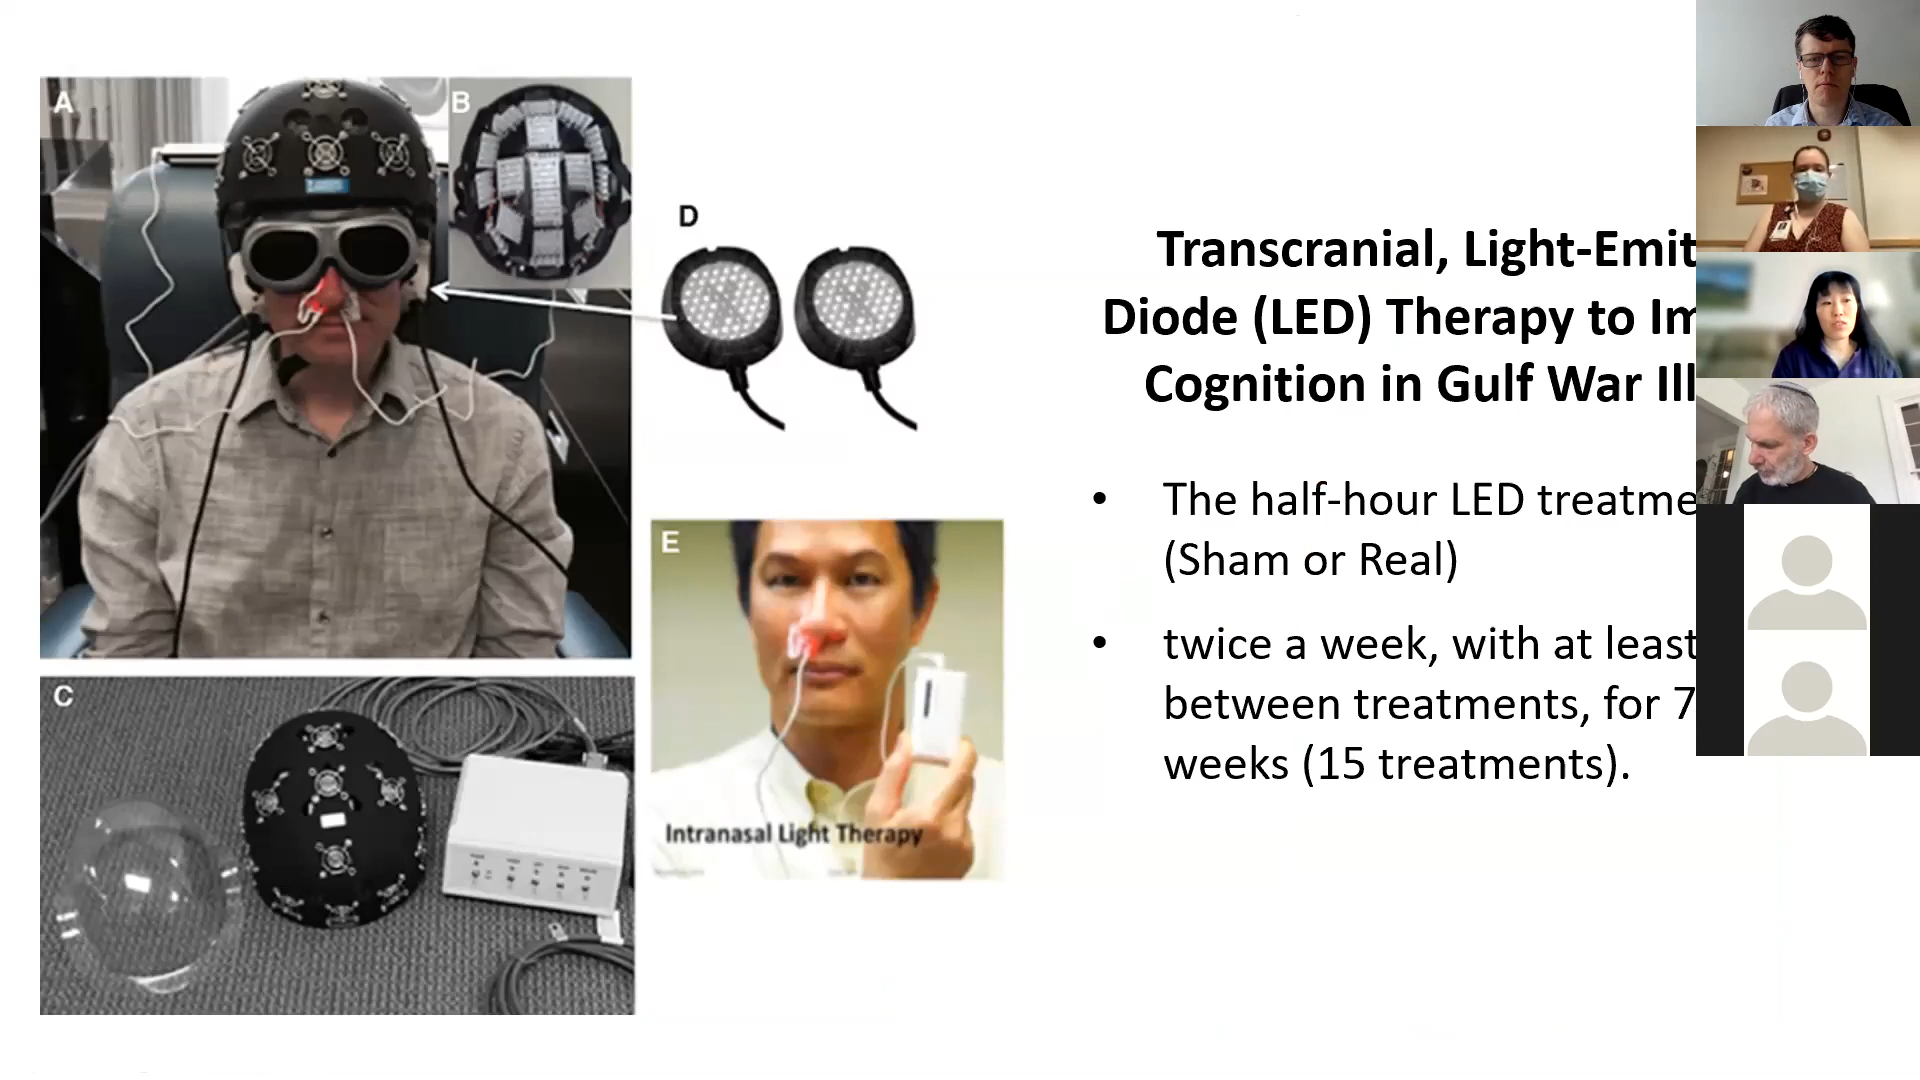 A
B
D
Transcranial, Light-Emit
Diode (LED) Therapy to Im
Cognition in Gulf War Ill
• The half-hour LED treatme
(Sham or Real)
• twice a week, with at least
between treatments, for 7
weeks (15 treatments).
E
Intranasal Light Therapy
C